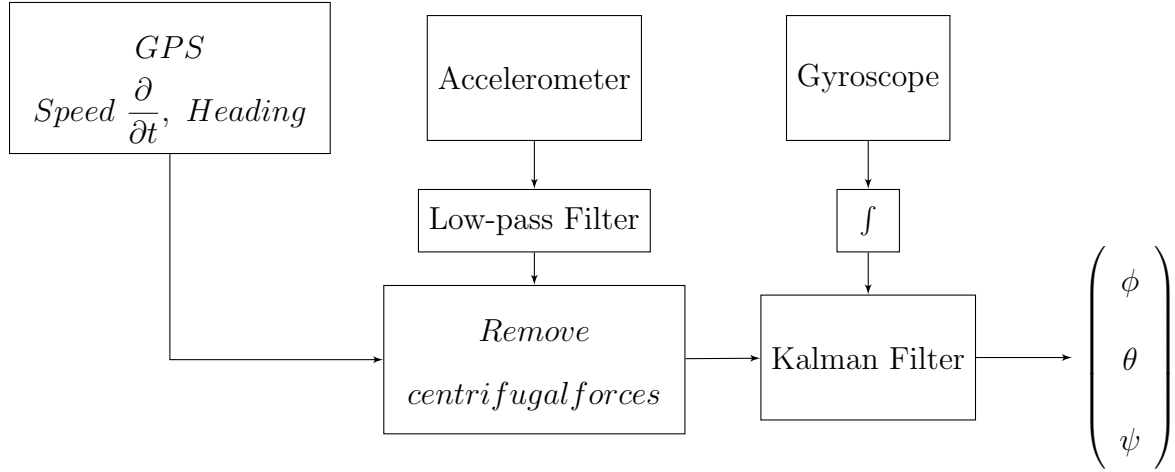 GPS
Speed ∂/∂t, Heading
Accelerometer
Gyroscope
Low-pass Filter
∫
Remove
centrifugalforces
Kalman Filter
ϕ
θ
ψ